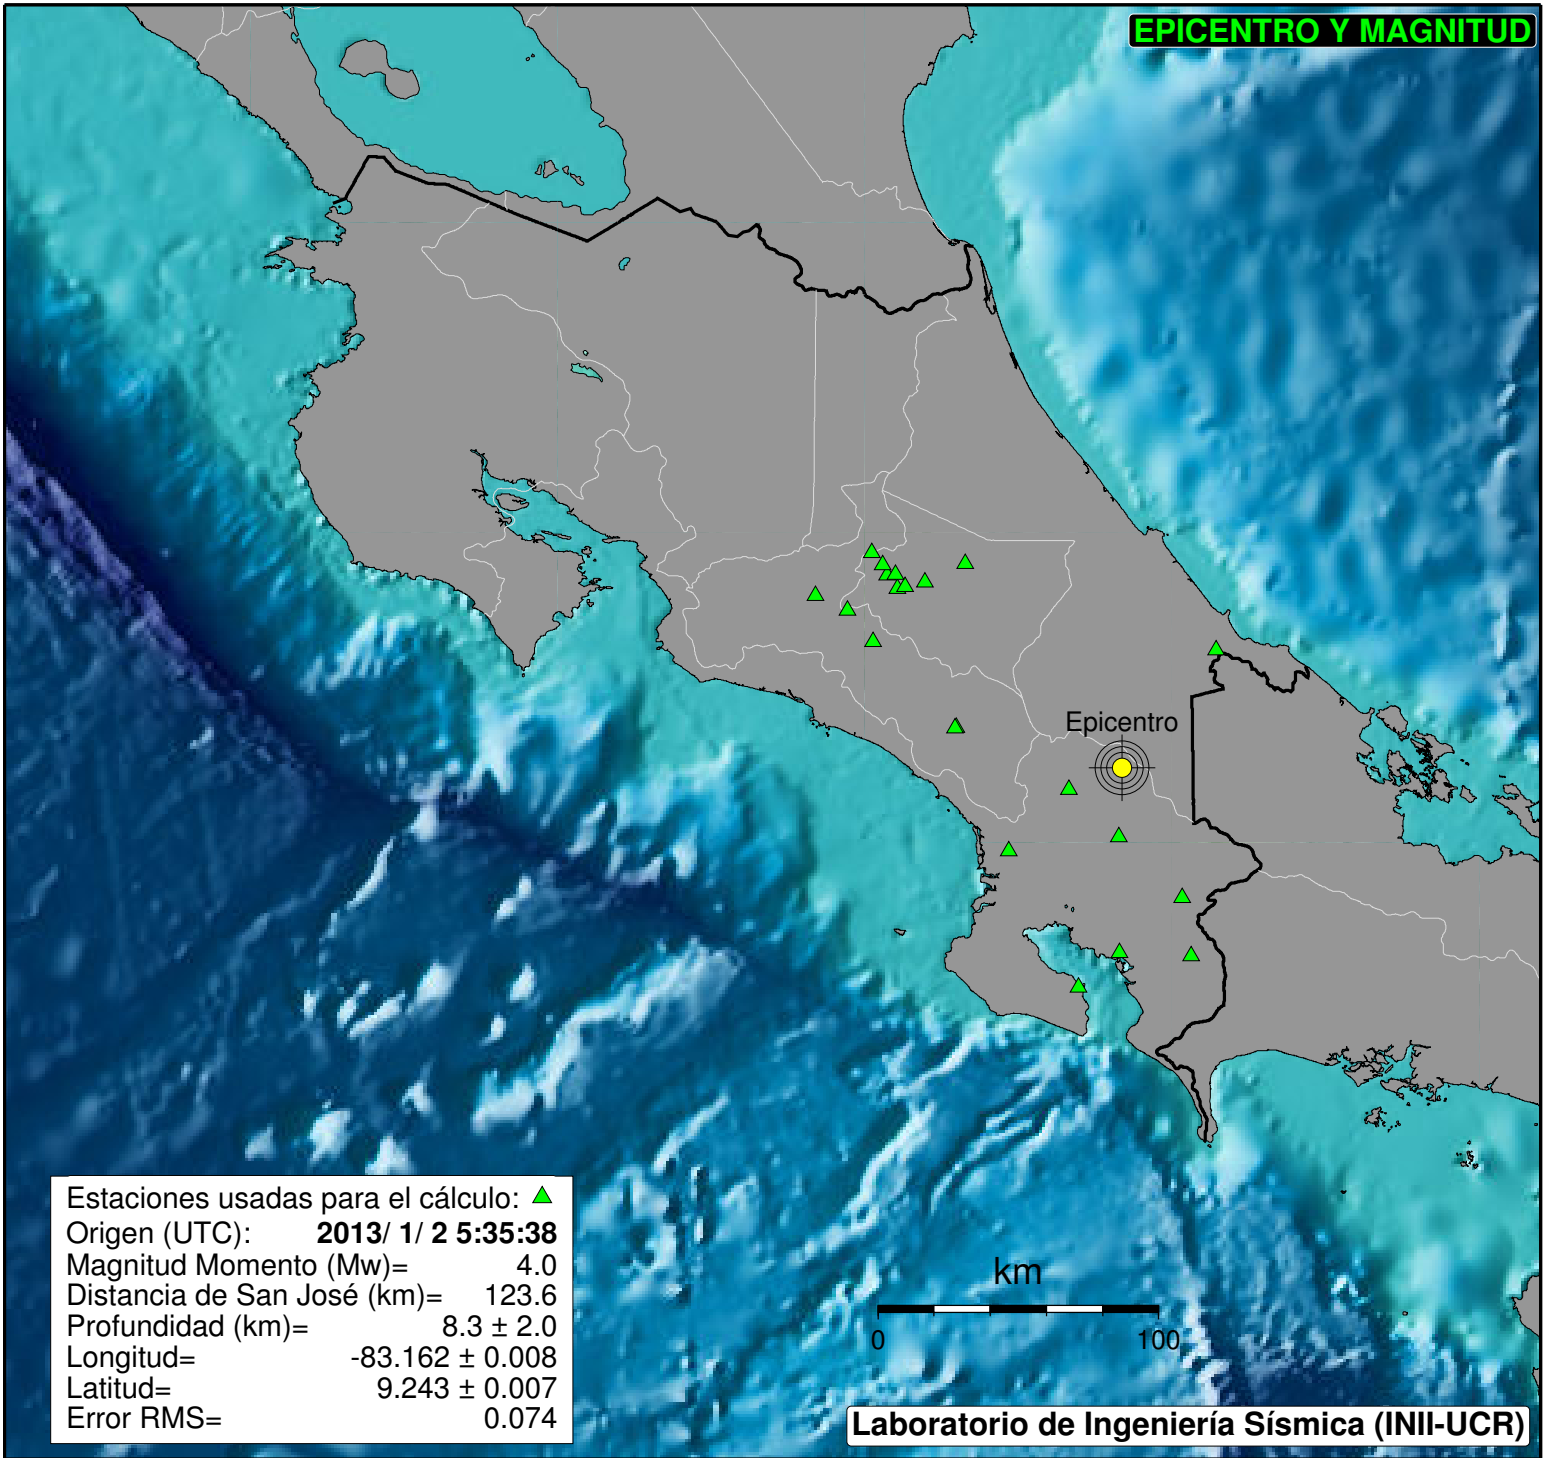 EPICENTRO Y MAGNITUD
Epicentro
Estaciones usadas para el cálculo:
Origen (UTC): 2013/ 1/ 2 5:35:38
Magnitud Momento (Mw)= 4.0
Distancia de San José (km)= 123.6
Profundidad (km)= 8.3 ± 2.0
Longitud= -83.162 ± 0.008
Latitud= 9.243 ± 0.007
Error RMS= 0.074
km
0 100
Laboratorio de Ingeniería Sísmica (INII-UCR)